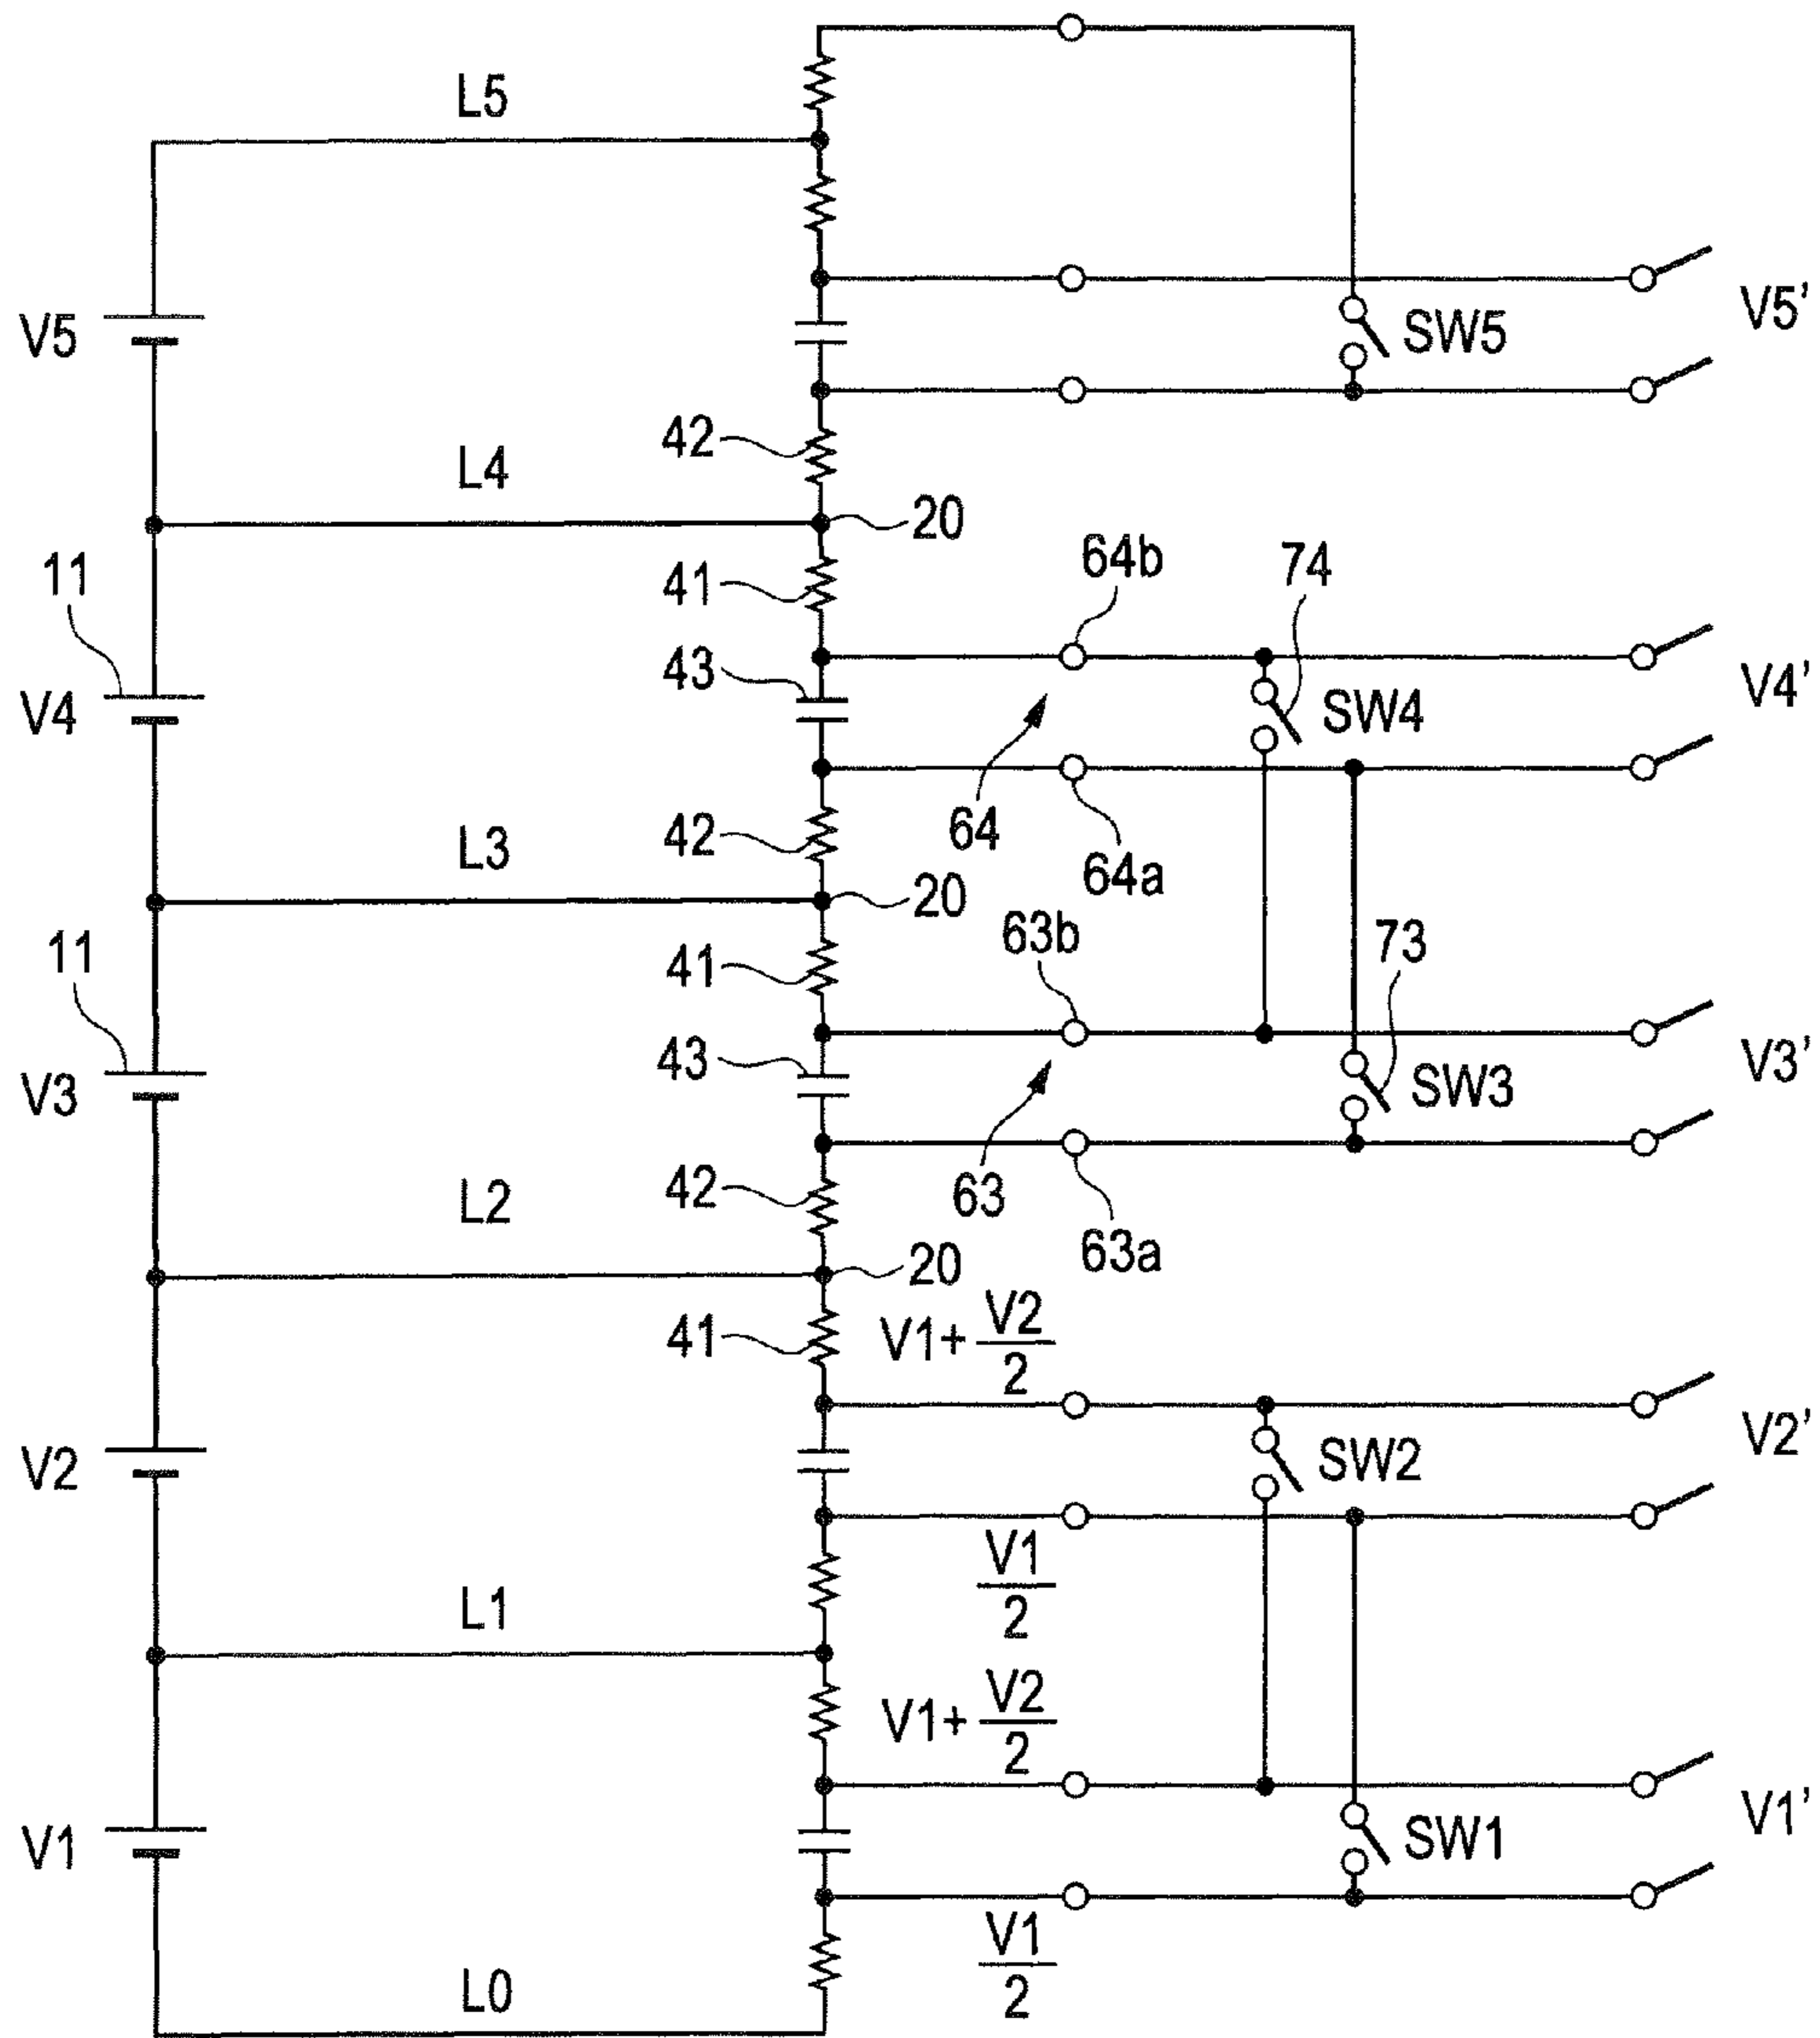 L5
V5
SW5
V5'
42
L4
20
11
41
64b
74
V4
43
SW4
V4'
42
64
L3
64a
20
11
41
63b
73
V3
43
SW3
V3'
42
63
L2
63a
20
41
V1+ V2/2
V2
SW2
V2'
V1/2
L1
V1+ V2/2
V1
SW1
V1'
V1/2
L0